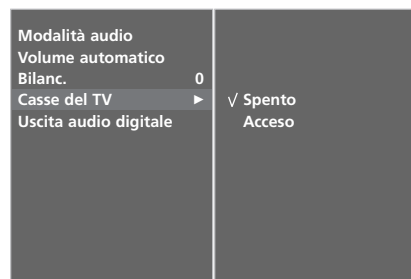 Modalità audio
Volume automatico
Bilanc. 0
Casse del TV ►
Uscita audio digitale
√ Spento
Acceso